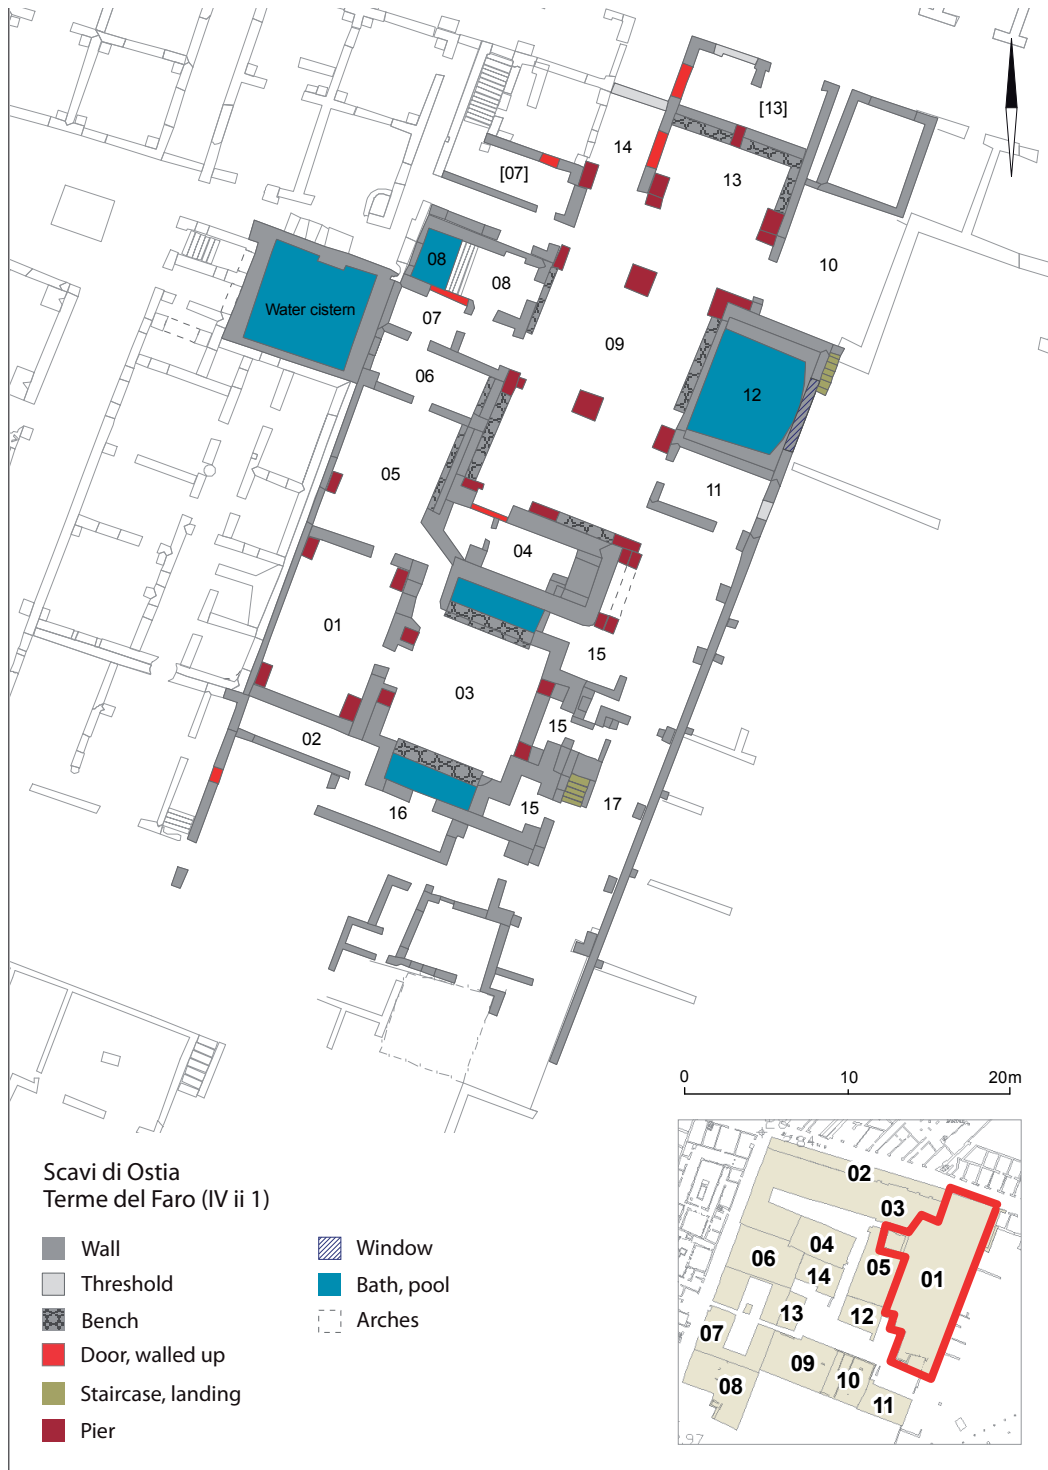 [13]
14
[07]
13
10
08
08
Water cistern
07
09
06
12
05
11
04
01
15
03
15
02
17
15
16
0
10
20m
02
03
04
06
05
01
14
13
12
07
09
10
08
11
Scavi di Ostia
Terme del Faro (IV ii 1)
Wall
Threshold
Bench
Door, walled up
Staircase, landing
Pier
Window
Bath, pool
Arches